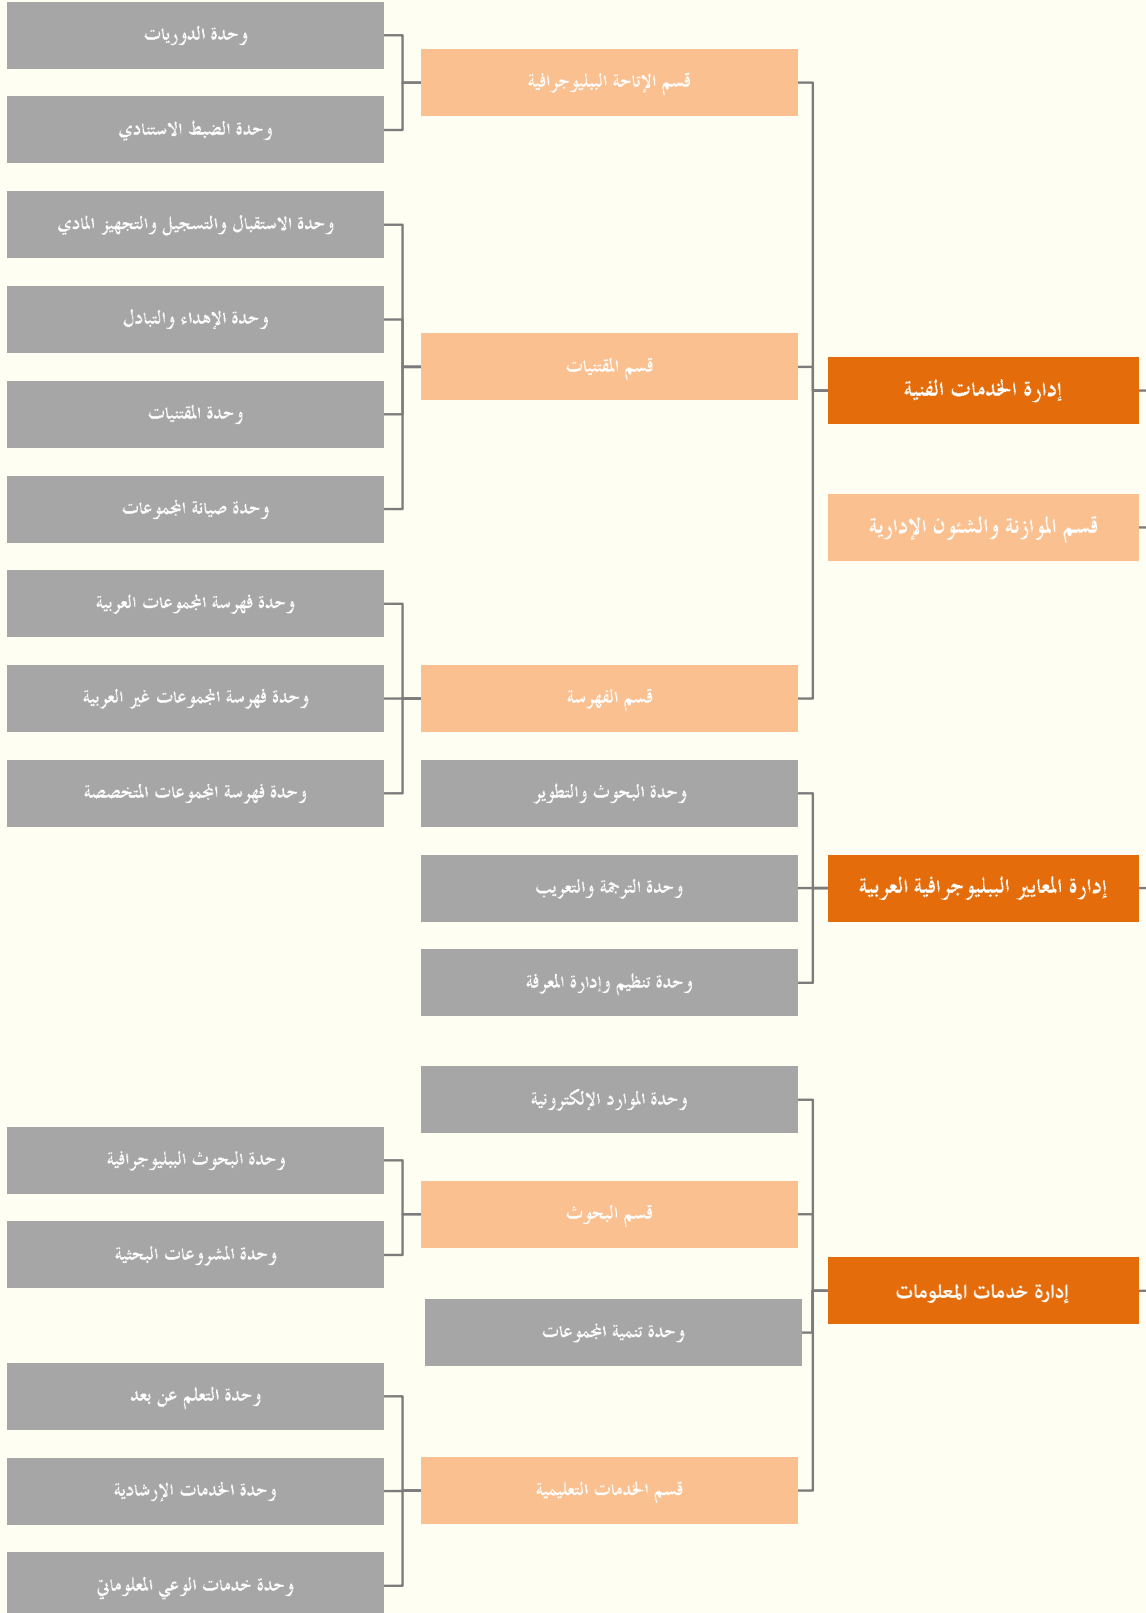 إدارة الخدمات الفنية
قسم الإتاحة الببليوجرافية
وحدة الدوريات
وحدة الضبط الاستنادي
قسم المقتنيات
وحدة الاستقبال والتسجيل والتجهيز المادي
وحدة الإهداء والتبادل
وحدة المقتنيات
وحدة صيانة المجموعات
قسم الفهرسة
وحدة فهرسة المجموعات العربية
وحدة فهرسة المجموعات غير العربية
وحدة فهرسة المجموعات المتخصصة
قسم الموازنة والشئون الإدارية
إدارة المعايير الببليوجرافية العربية
وحدة البحوث والتطوير
وحدة الترجمة والتعريب
وحدة تنظيم وإدارة المعرفة
إدارة خدمات المعلومات
وحدة الموارد الإلكترونية
قسم البحوث
وحدة البحوث الببليوجرافية
وحدة المشروعات البحثية
وحدة تنمية المجموعات
قسم الخدمات التعليمية
وحدة التعلم عن بعد
وحدة الخدمات الإرشادية
وحدة خدمات الوعي المعلوماتي